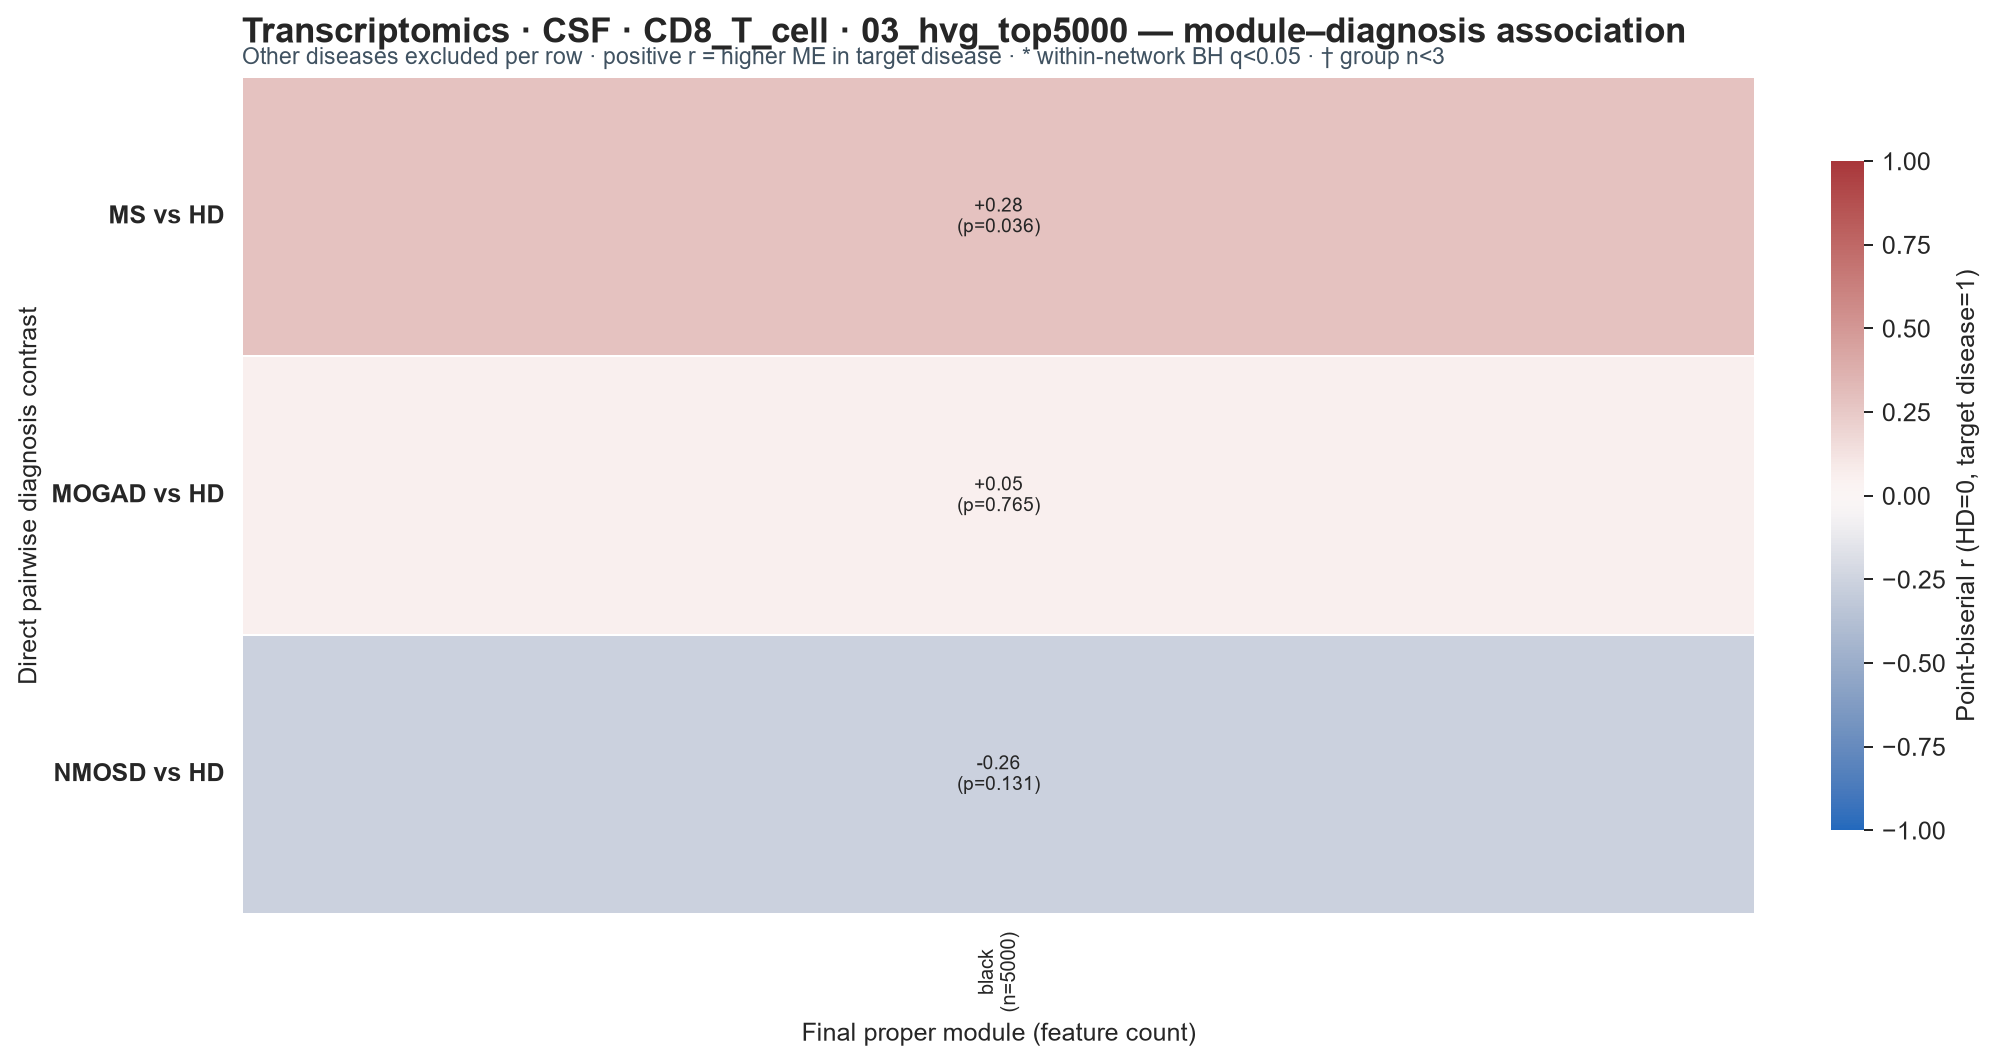 Transcriptomics · CSF · CD8_T_cell · 03_hvg_top5000 — module–diagnosis association
Other diseases excluded per row · positive r = higher ME in target disease · * within-network BH q<0.05 · † group n<3
Direct pairwise diagnosis contrast
MS vs HD
+0.28
(p=0.036)
MOGAD vs HD
+0.05
(p=0.765)
NMOSD vs HD
-0.26
(p=0.131)
black
(n=5000)
Final proper module (feature count)
1.00
0.75
0.50
0.25
0.00
−0.25
−0.50
−0.75
−1.00
Point-biserial r (HD=0, target disease=1)